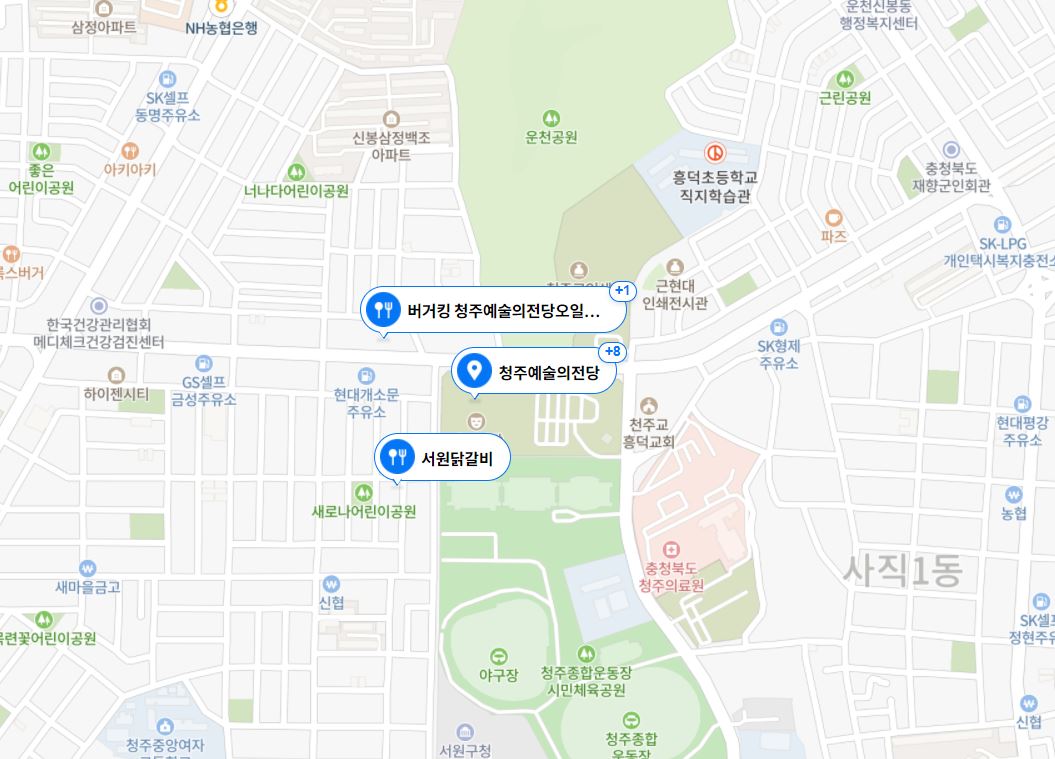 삼정아파트
NH농협은행
운천신봉동
행정복지센터
SK셀프
동명주유소
근린공원
신봉삼정백조
아파트
운천공원
좋은
어린이공원
아키아키
너나다어린이공원
흥덕초등학교
직지학습관
충청북도
재향군인회관
파즈
SK-LPG
개인택시복지충전소
스버거
근현대
인쇄전시관
+1
버거킹 청주예술의전당오일...
한국건강관리협회
메디체크건강검진센터
SK형제
주유소
+8
청주예술의전당
하이젠시티
GS셀프
금성주유소
현대개소문
주유소
천주교
흥덕교회
현대평강
주유소
서원닭갈비
새로나어린이공원
농협
충청북도
청주의료원
사직1동
새마을금고
신협
목련꽃어린이공원
SK셀프
정현주유소
야구장
청주종합운동장
시민체육공원
신협
청주중앙여자
서원구청
청주종합
운동장